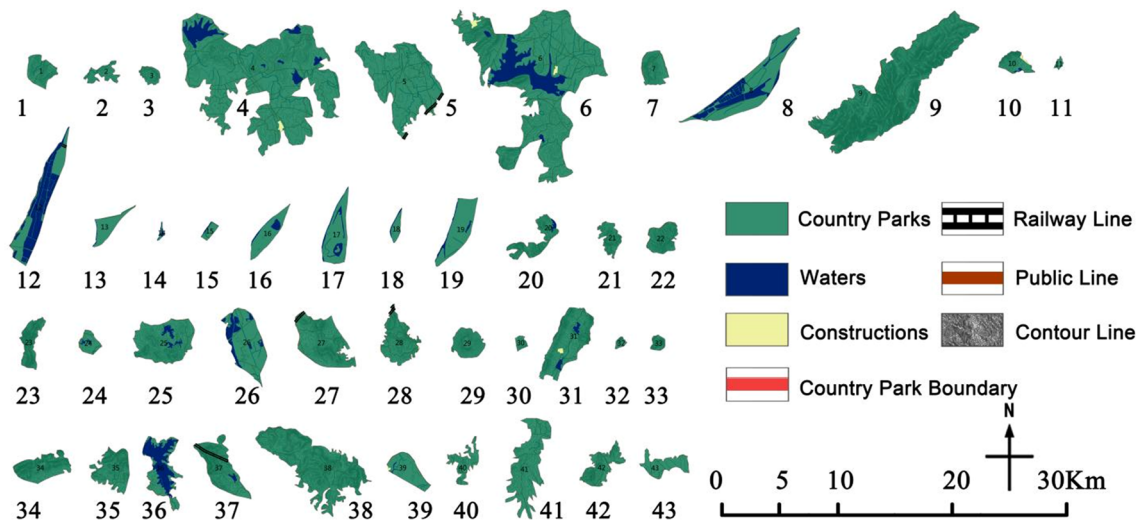 1 2 3 4 5 6 7 8 9 10 11
12 13 14 15 16 17 18 19 20 21 22
23 24 25 26 27 28 29 30 31 32 33
34 35 36 37 38 39 40 41 42 43
Country Parks
Railway Line
Waters
Public Line
Constructions
Contour Line
Country Park Boundary
N
0 10 20 30Km